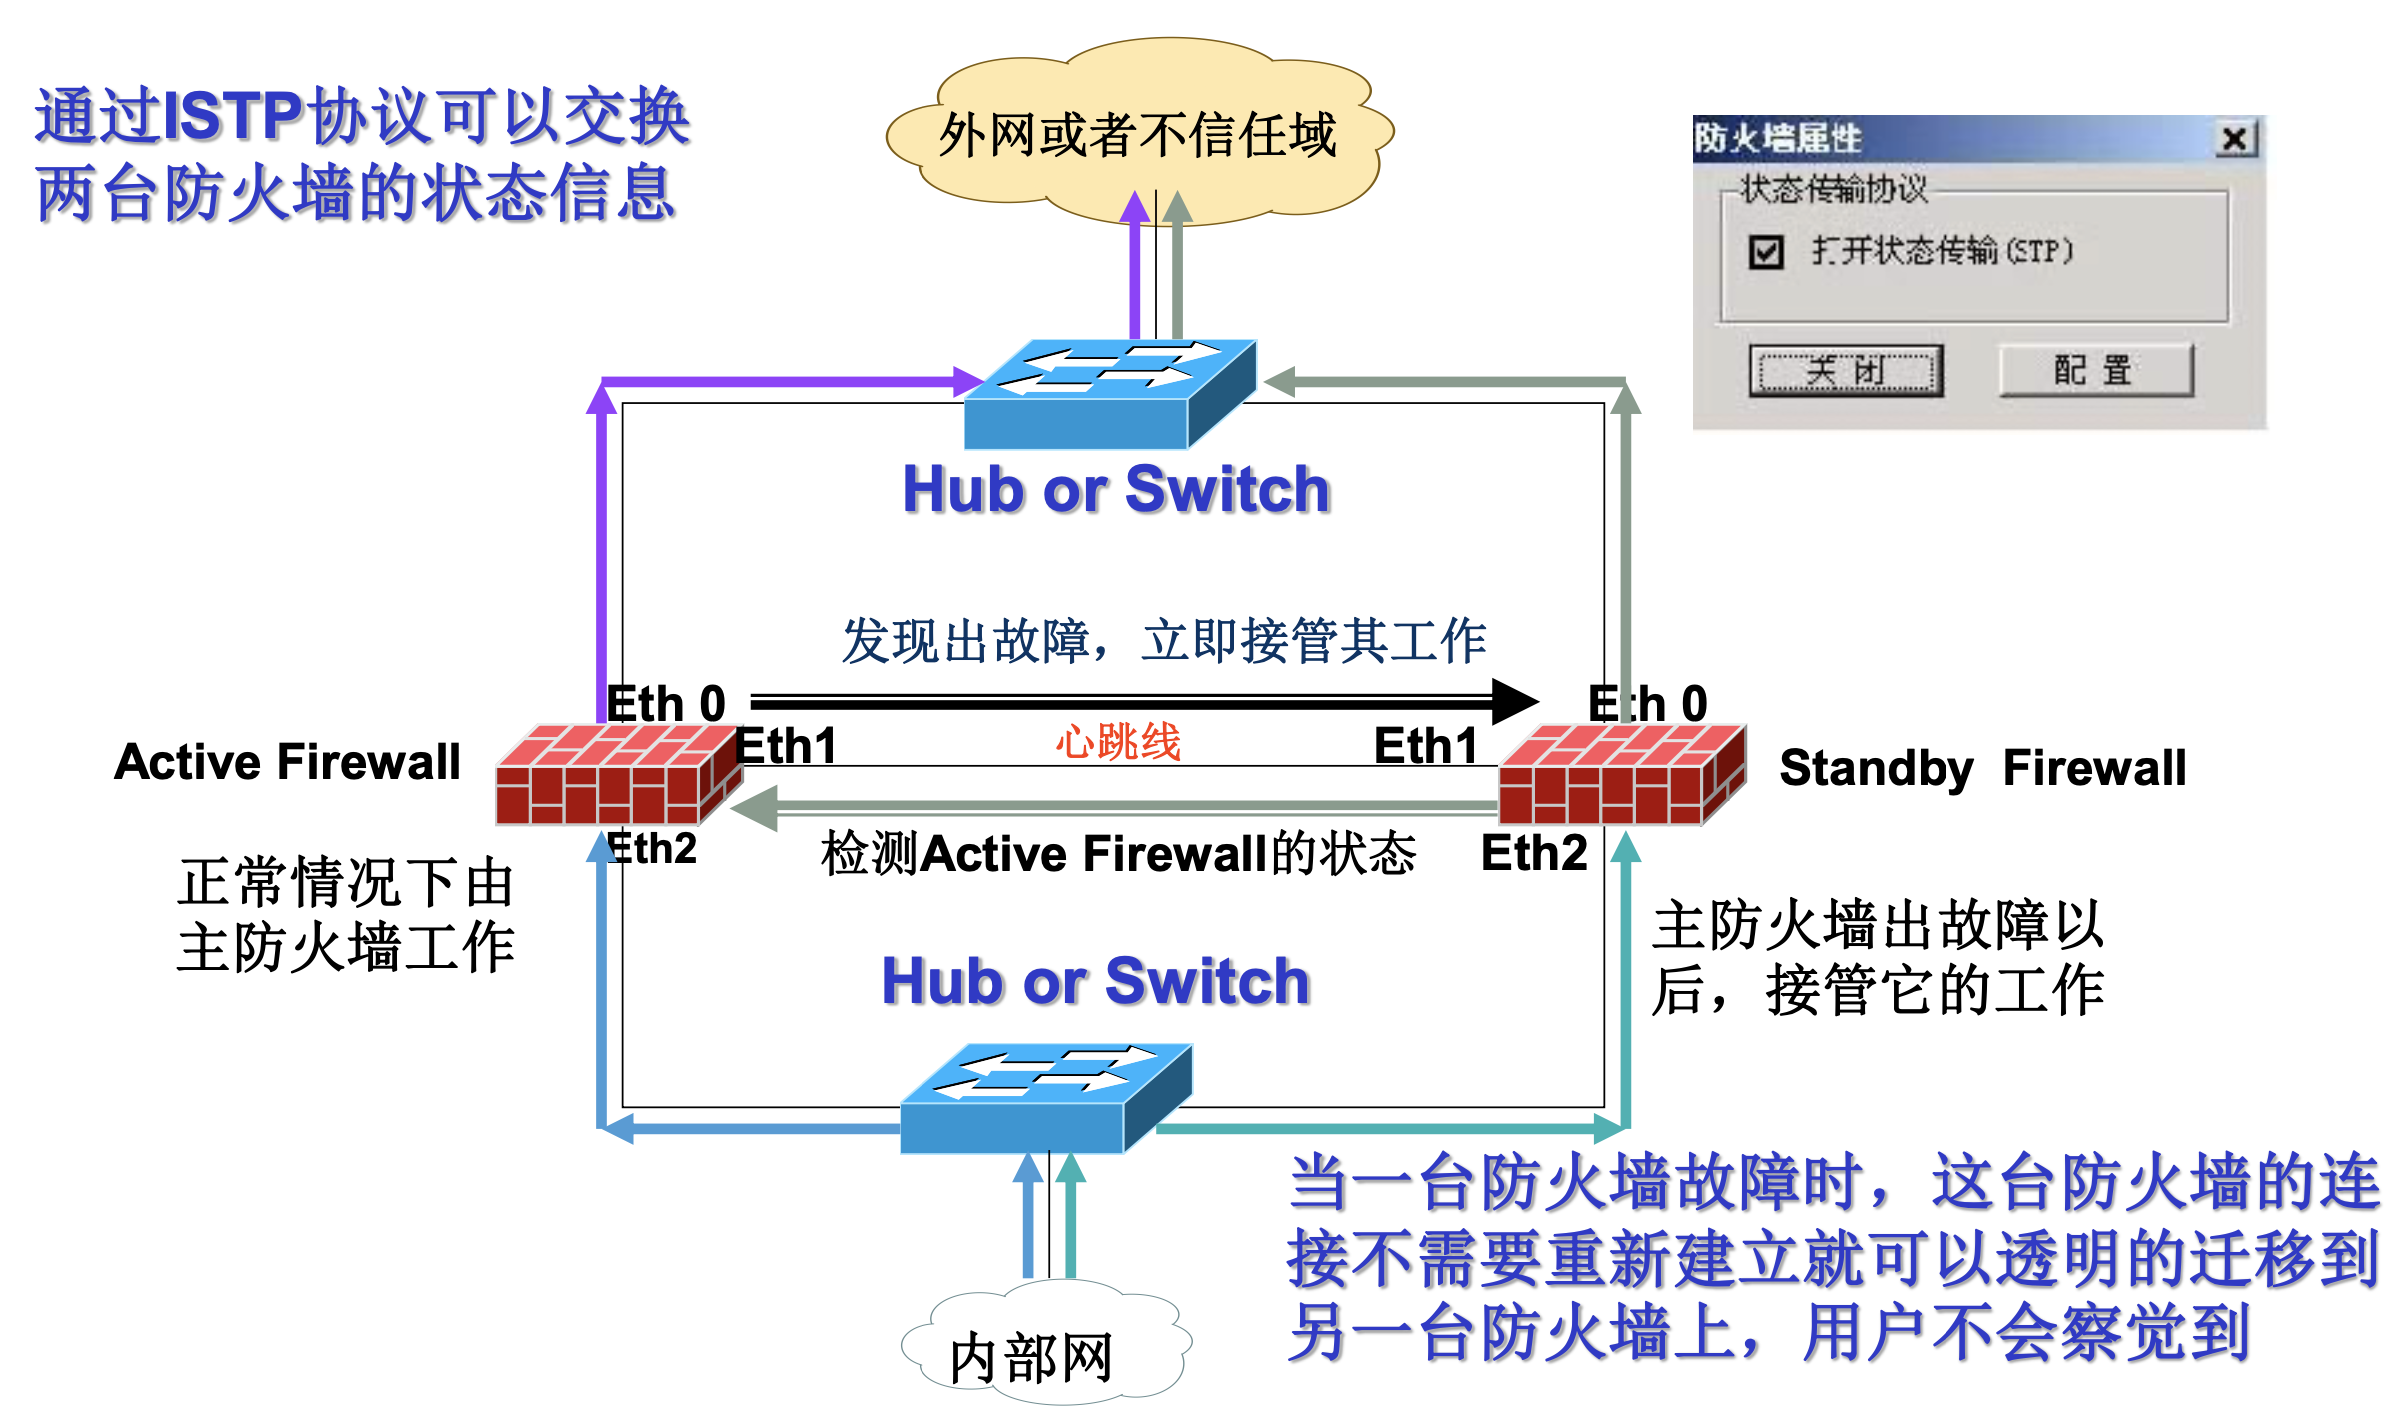 通过ISTP协议可以交换
两台防火墙的状态信息
外网或者不信任域
防火墙属性
状态传输协议
打开状态传输(STP)
关 闭
配 置
Hub or Switch
发现出故障，立即接管其工作
Eth 0
Eth 0
Eth1
心跳线
Eth1
Active Firewall
Standby Firewall
Eth2
检测Active Firewall的状态
Eth2
正常情况下由
主防火墙工作
主防火墙出故障以
后，接管它的工作
Hub or Switch
当一台防火墙故障时，这台防火墙的连
接不需要重新建立就可以透明的迁移到
另一台防火墙上，用户不会察觉到
内部网